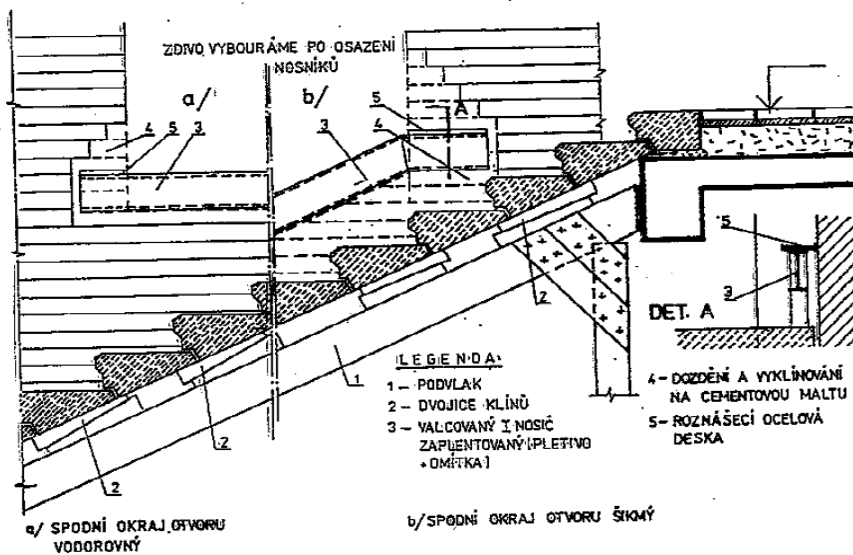 ZDIVO VYBOURÁME PO OSAZENÍ
NOSNÍKŮ
a/
b/
4
5
3
3
4
5
A
2
1
2
2
5
3
DET. A
LEGENDA:
1 - PODVLAK
2 - DVOJICE KLÍNŮ
3 - VALCOVANÝ I NOSIČ
ZAPLENTOVANÝ (PLETIVO
+ OMÍTKA)
4 - DOZDĚNÍ A VYKLÍNOVÁNÍ
NA CEMENTOVOU MALTU
5 - ROZNÁŠECÍ OCELOVÁ
DESKA
a/ SPODNÍ OKRAJ OTVORU
VODOROVNÝ
b/ SPODNÍ OKRAJ OTVORU ŠIKMÝ